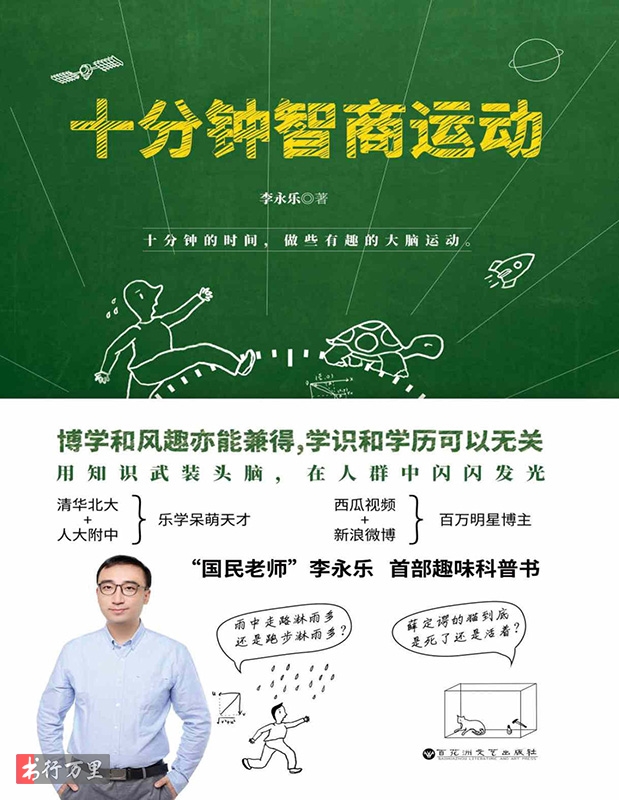 十分钟智商运动
李永乐◎著
十分钟的时间，做些有趣的大脑运动。
博学和风趣亦能兼得,学识和学历可以无关
用知识武装头脑，在人群中闪闪发光
清华北大
+
人大附中
乐学呆萌天才
西瓜视频
+
新浪微博
百万明星博主
“国民老师”李永乐 首部趣味科普书
雨中走路淋雨多
还是跑步淋雨多？
薛定谔的猫到底
是死了还是活着？
百花洲文艺出版社
BAIHUAZHOU LITERATURE AND ART PRESS
书行万里